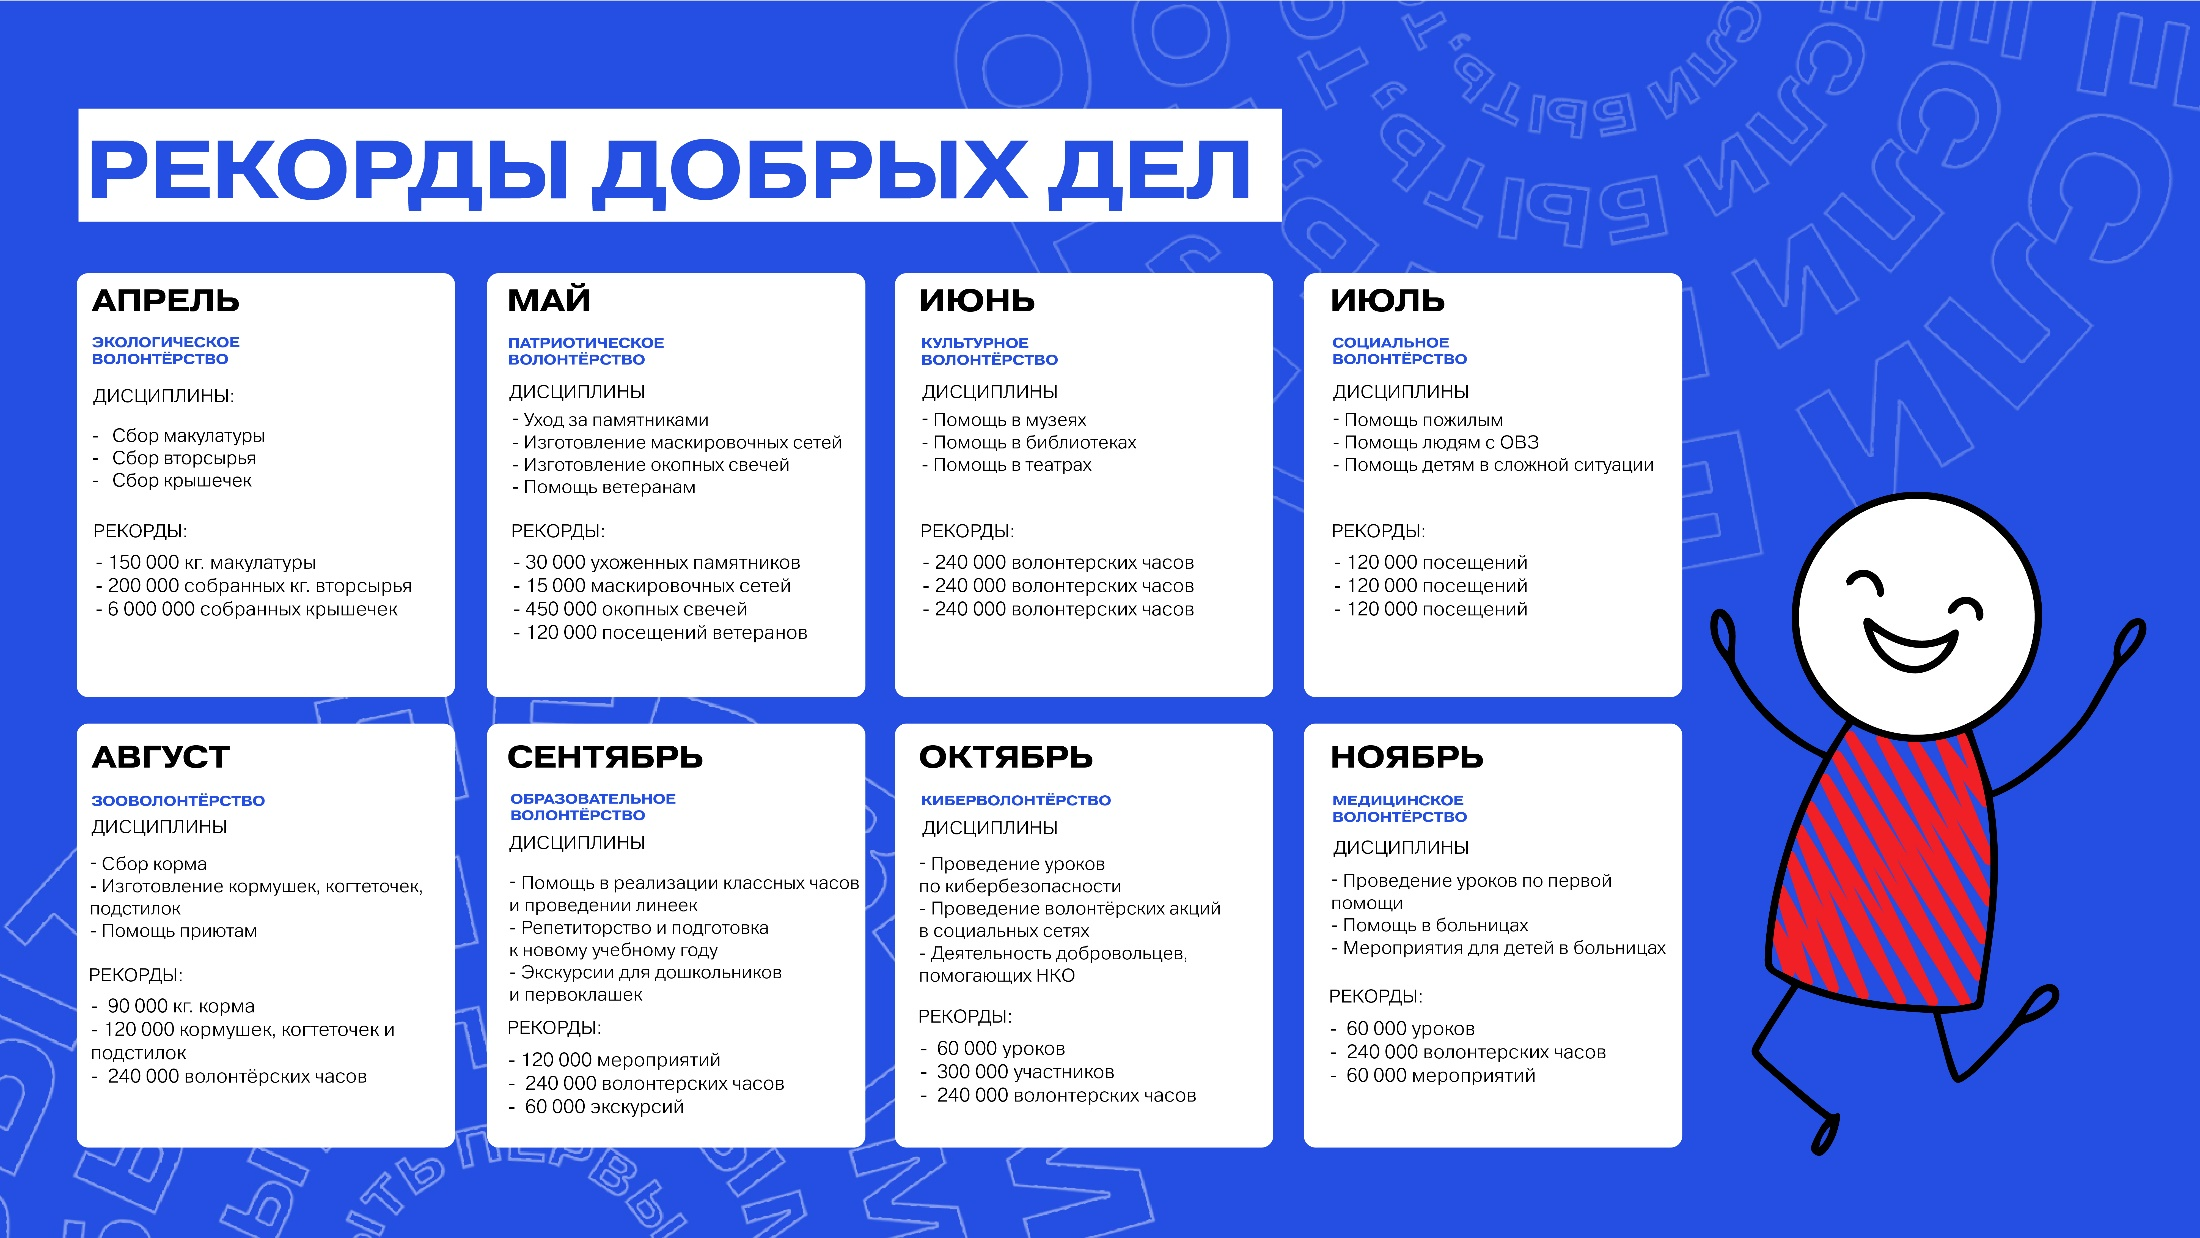 РЕКОРДЫ ДОБРЫХ ДЕЛ
АПРЕЛЬ
ЭКОЛОГИЧЕСКОЕ
ВОЛОНТЁРСТВО
ДИСЦИПЛИНЫ:
- Сбор макулатуры
- Сбор вторсырья
- Сбор крышечек
РЕКОРДЫ:
- 150 000 кг. макулатуры
- 200 000 собранных кг. вторсырья
- 6 000 000 собранных крышечек
МАЙ
ПАТРИОТИЧЕСКОЕ
ВОЛОНТЁРСТВО
ДИСЦИПЛИНЫ
- Уход за памятниками
- Изготовление маскировочных сетей
- Изготовление окопных свечей
- Помощь ветеранам
РЕКОРДЫ:
- 30 000 ухоженных памятников
- 15 000 маскировочных сетей
- 450 000 окопных свечей
- 120 000 посещений ветеранов
ИЮНЬ
КУЛЬТУРНОЕ
ВОЛОНТЁРСТВО
ДИСЦИПЛИНЫ
- Помощь в музеях
- Помощь в библиотеках
- Помощь в театрах
РЕКОРДЫ:
- 240 000 волонтерских часов
- 240 000 волонтерских часов
- 240 000 волонтерских часов
ИЮЛЬ
СОЦИАЛЬНОЕ
ВОЛОНТЁРСТВО
ДИСЦИПЛИНЫ
- Помощь пожилым
- Помощь людям с ОВЗ
- Помощь детям в сложной ситуации
РЕКОРДЫ:
- 120 000 посещений
- 120 000 посещений
- 120 000 посещений
АВГУСТ
ЗООВОЛОНТЁРСТВО
ДИСЦИПЛИНЫ
- Сбор корма
- Изготовление кормушек, когтеточек,
подстилок
- Помощь приютам
РЕКОРДЫ:
- 90 000 кг. корма
- 120 000 кормушек, когтеточек и
подстилок
- 240 000 волонтёрских часов
СЕНТЯБРЬ
ОБРАЗОВАТЕЛЬНОЕ
ВОЛОНТЁРСТВО
ДИСЦИПЛИНЫ
- Помощь в реализации классных часов
и проведении линеек
- Репетиторство и подготовка
к новому учебному году
- Экскурсии для дошкольников
и первоклашек
РЕКОРДЫ:
- 120 000 мероприятий
- 240 000 волонтерских часов
- 60 000 экскурсий
ОКТЯБРЬ
КИБЕРВОЛОНТЁРСТВО
ДИСЦИПЛИНЫ
- Проведение уроков
по кибербезопасности
- Проведение волонтёрских акций
в социальных сетях
- Деятельность добровольцев,
помогающих НКО
РЕКОРДЫ:
- 60 000 уроков
- 300 000 участников
- 240 000 волонтерских часов
НОЯБРЬ
МЕДИЦИНСКОЕ
ВОЛОНТЁРСТВО
ДИСЦИПЛИНЫ
- Проведение уроков по первой
помощи
- Помощь в больницах
- Мероприятия для детей в больницах
РЕКОРДЫ:
- 60 000 уроков
- 240 000 волонтерских часов
- 60 000 мероприятий
ЕСЛИ БЫТЬ, ТО
ЕСЛИ БЫТЬ, ТО